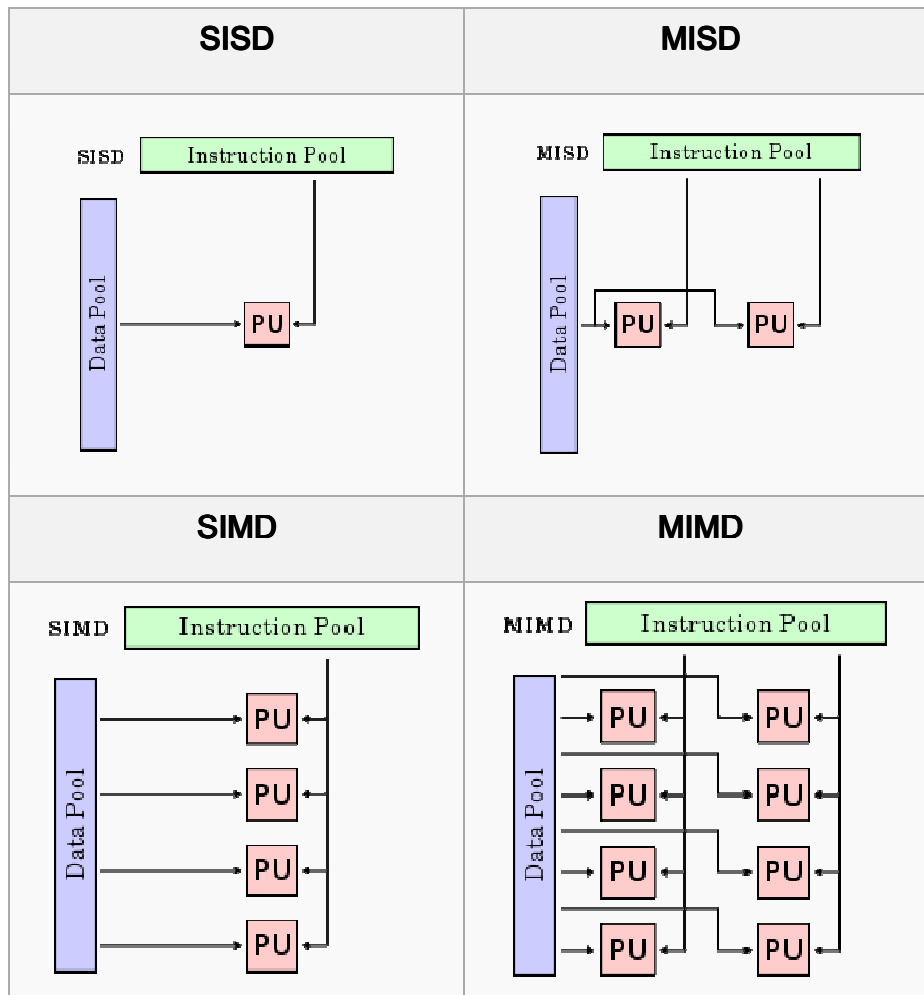 SISD
MISD
SISD
Instruction Pool
Data Pool
PU
MISD
Instruction Pool
Data Pool
PU
PU
SIMD
MIMD
SIMD
Instruction Pool
Data Pool
PU
PU
PU
PU
MIMD
Instruction Pool
Data Pool
PU
PU
PU
PU
PU
PU
PU
PU